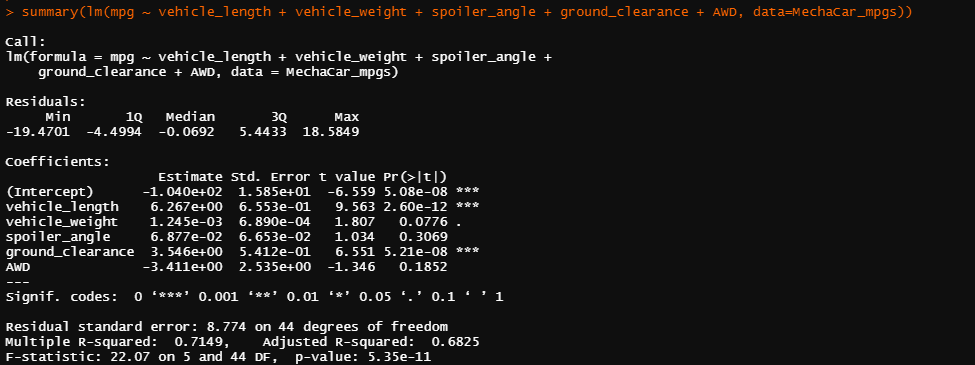 > summary(lm(mpg ~ vehicle_length + vehicle_weight + spoiler_angle + ground_clearance + AWD, data=MechaCar_mpgs))
Call:
lm(formula = mpg ~ vehicle_length + vehicle_weight + spoiler_angle +
    ground_clearance + AWD, data = MechaCar_mpgs)
Residuals:
     Min       1Q   Median       3Q      Max
-19.4701  -4.4994  -0.0692   5.4433  18.5849
Coefficients:
                   Estimate Std. Error t value Pr(>|t|)
(Intercept)      -1.040e+02  1.585e+01  -6.559 5.08e-08 ***
vehicle_length    6.267e+00  6.553e-01   9.563 2.60e-12 ***
vehicle_weight    1.245e-03  6.890e-04   1.807   0.0776 .
spoiler_angle     6.877e-02  6.653e-02   1.034   0.3069
ground_clearance  3.546e+00  5.412e-01   6.551 5.21e-08 ***
AWD              -3.411e+00  2.535e+00  -1.346   0.1852
---
Signif. codes:  0 ‘***’ 0.001 ‘**’ 0.01 ‘*’ 0.05 ‘.’ 0.1 ‘ ’ 1
Residual standard error: 8.774 on 44 degrees of freedom
Multiple R-squared:  0.7149,    Adjusted R-squared:  0.6825
F-statistic: 22.07 on 5 and 44 DF,  p-value: 5.35e-11